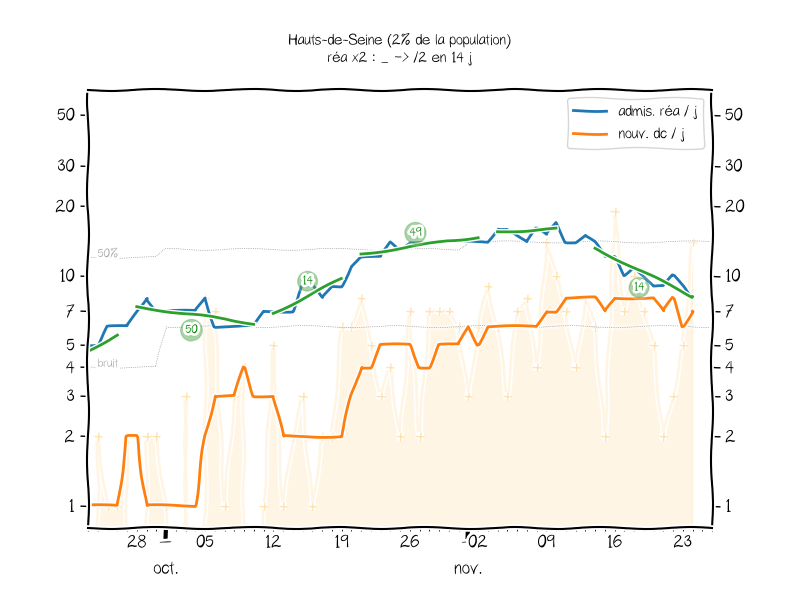 Hauts-de-Seine (2% de la population)
réa x2 : _ -> /2 en 14 j
admis. réa / j
nouv. dc / j
50 50
30 30
20 20
50%
49
14
10 10
14
7 7
50
5 5
bruit
4 4
3 3
2 2
1 1
28 05 12 19 26 02 09 16 23
oct. nov.